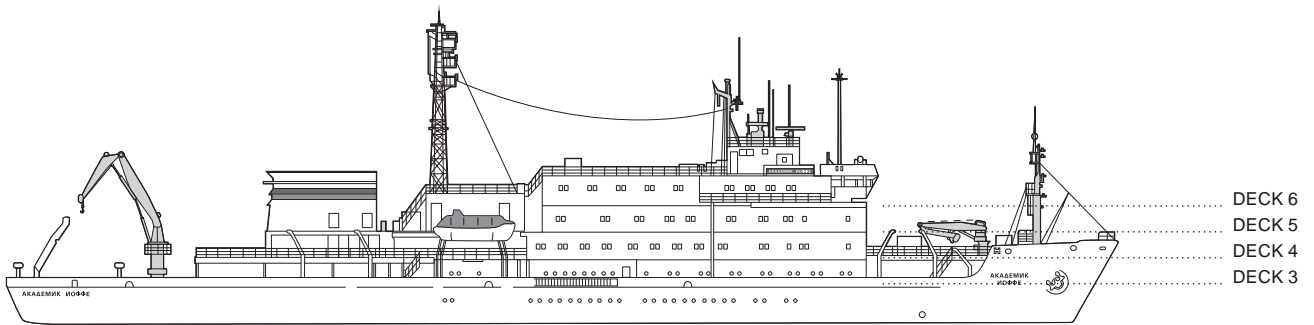 DECK 6
DECK 5
DECK 4
DECK 3
АКАДЕМИК
ИОФФЕ
АКАДЕМИК ИОФФЕ